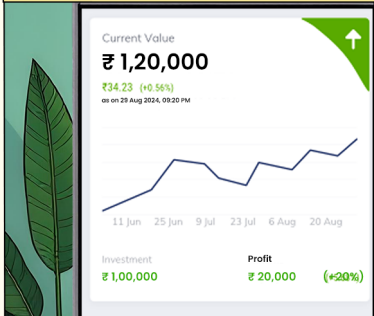 Current Value
₹ 1,20,000
₹34.23 (+0.56%)
as on 29 Aug 2024, 09:20 PM
11 Jun 25 Jun 9 Jul 23 Jul 6 Aug 20 Aug
Investment Profit
₹ 1,00,000 ₹ 20,000 (+20%)